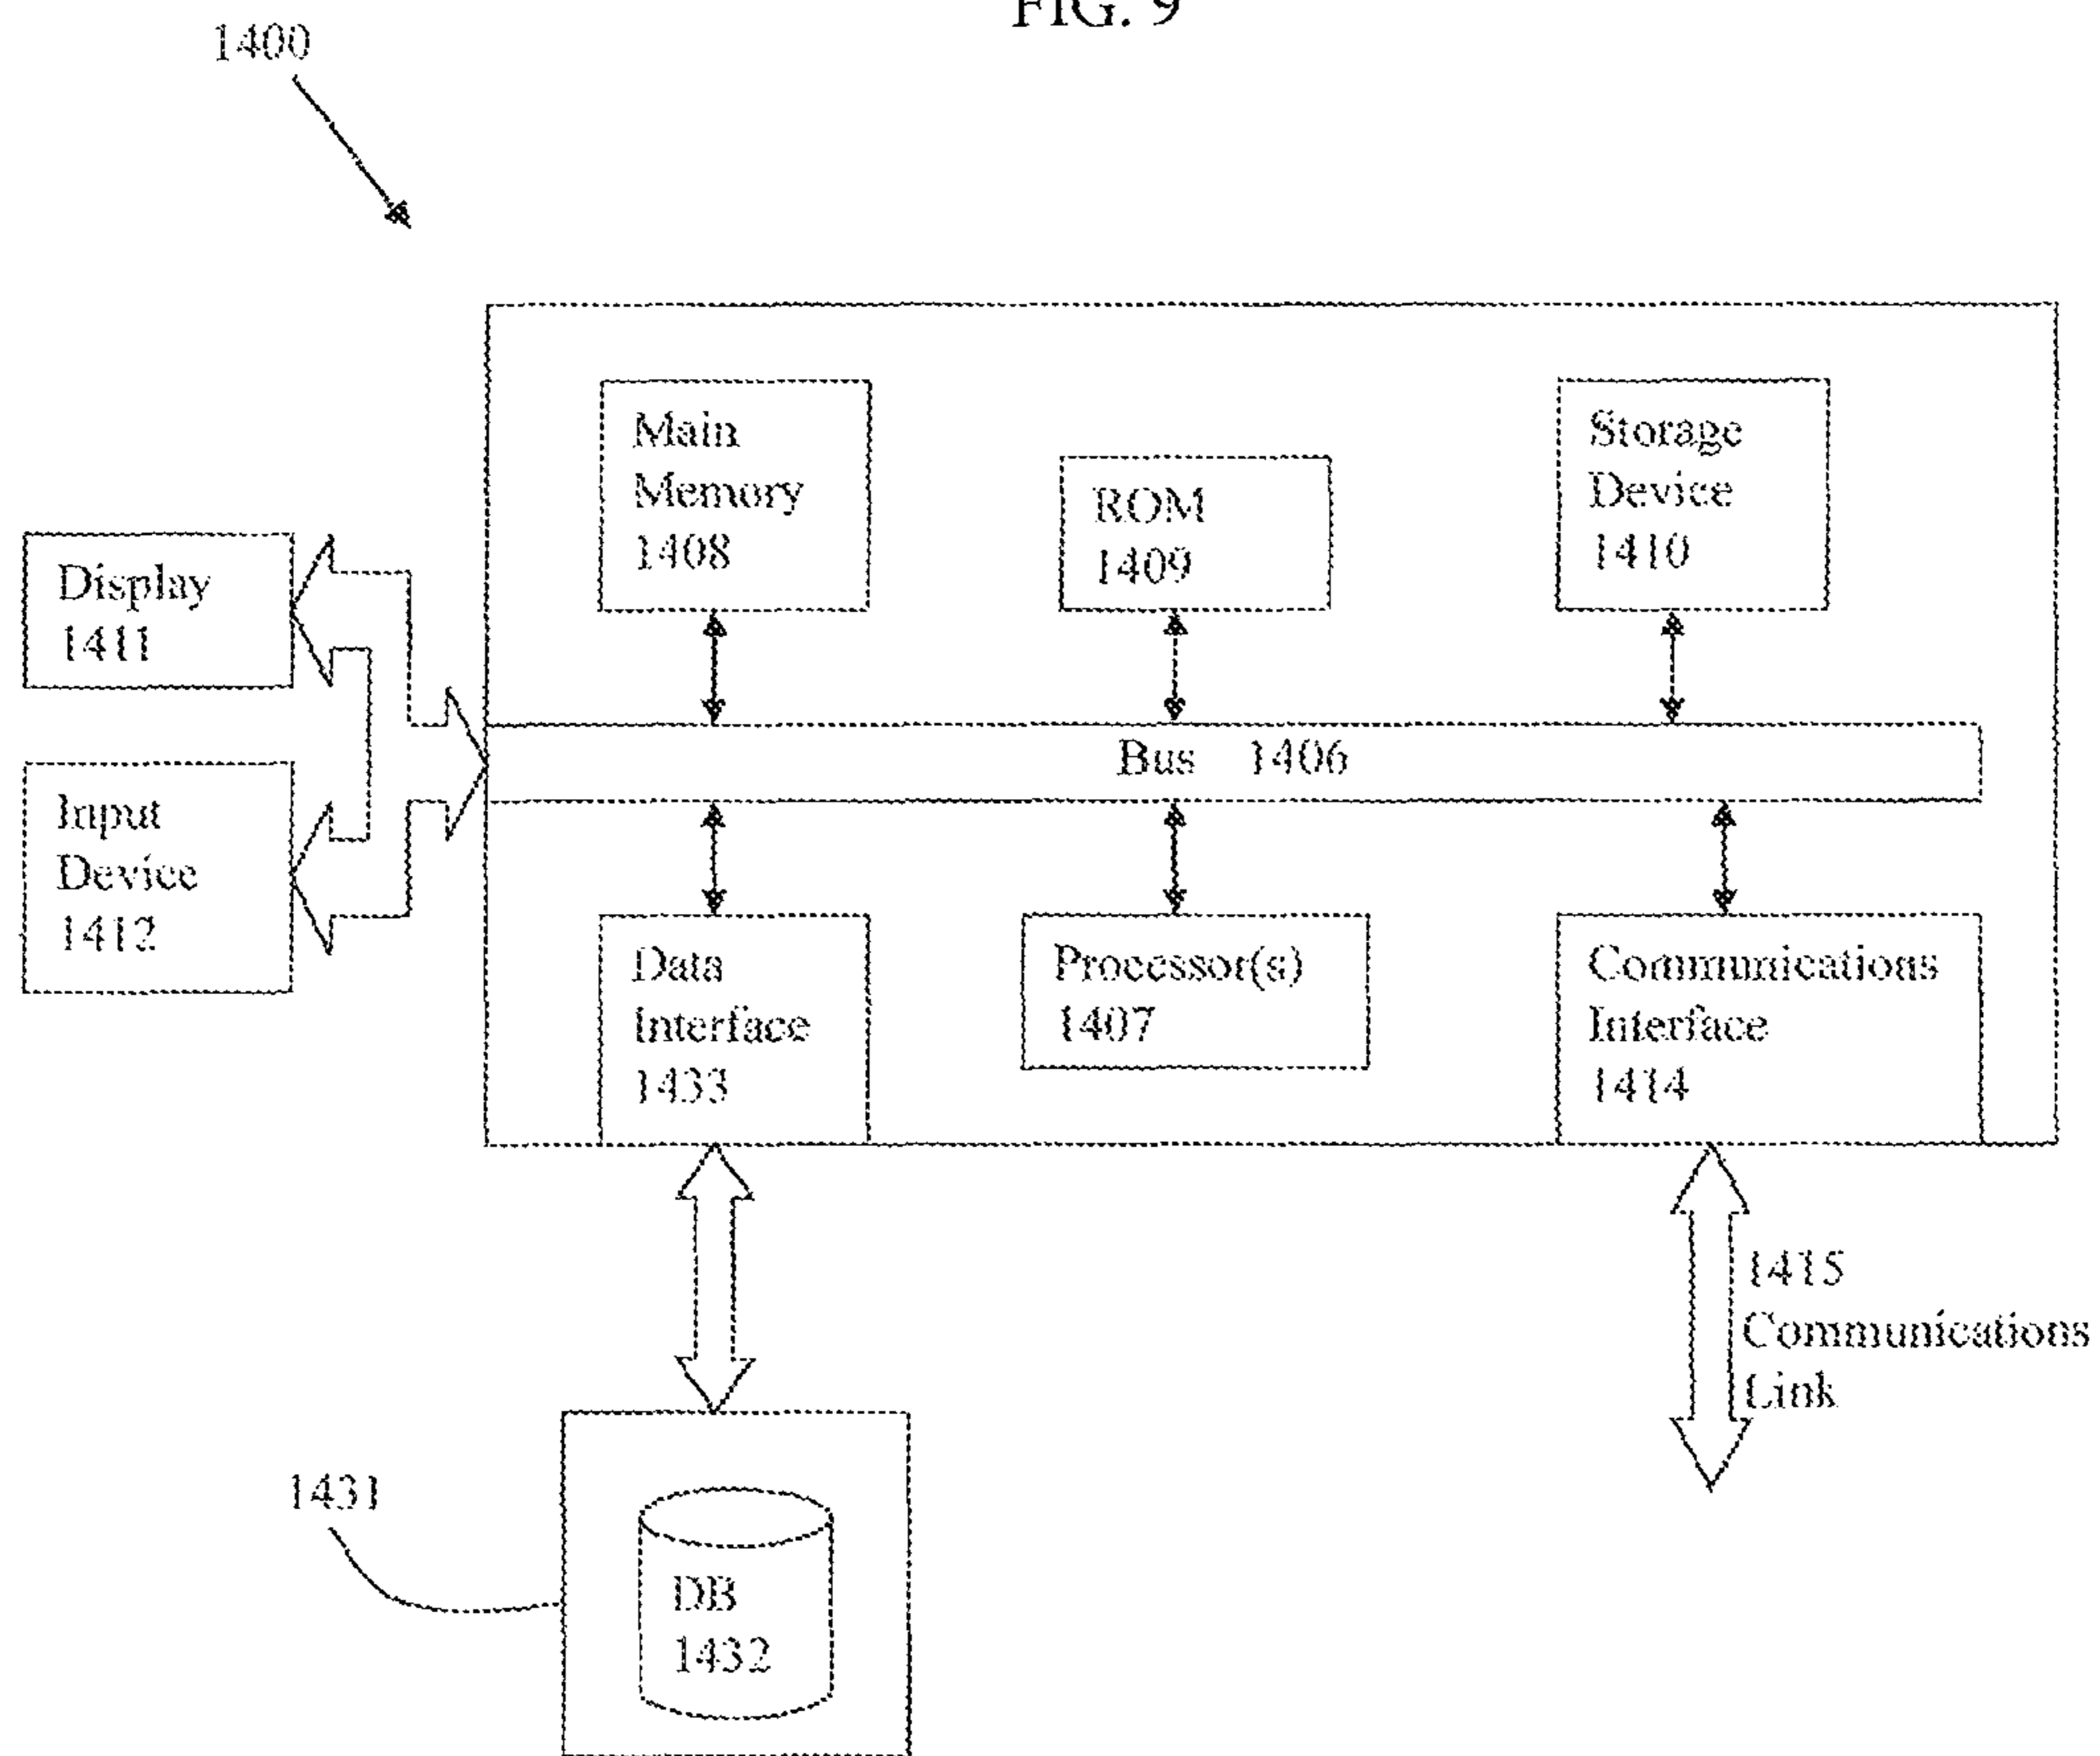 FIG. 9
1400
Main
Memory
1408
ROM
1409
Storage
Device
1410
Display
1411
Bus 1406
Input
Device
1412
Data
Interface
1433
Processor(s)
1407
Communications
Interface
1414
1415
Communications
Link
1431
DB
1432